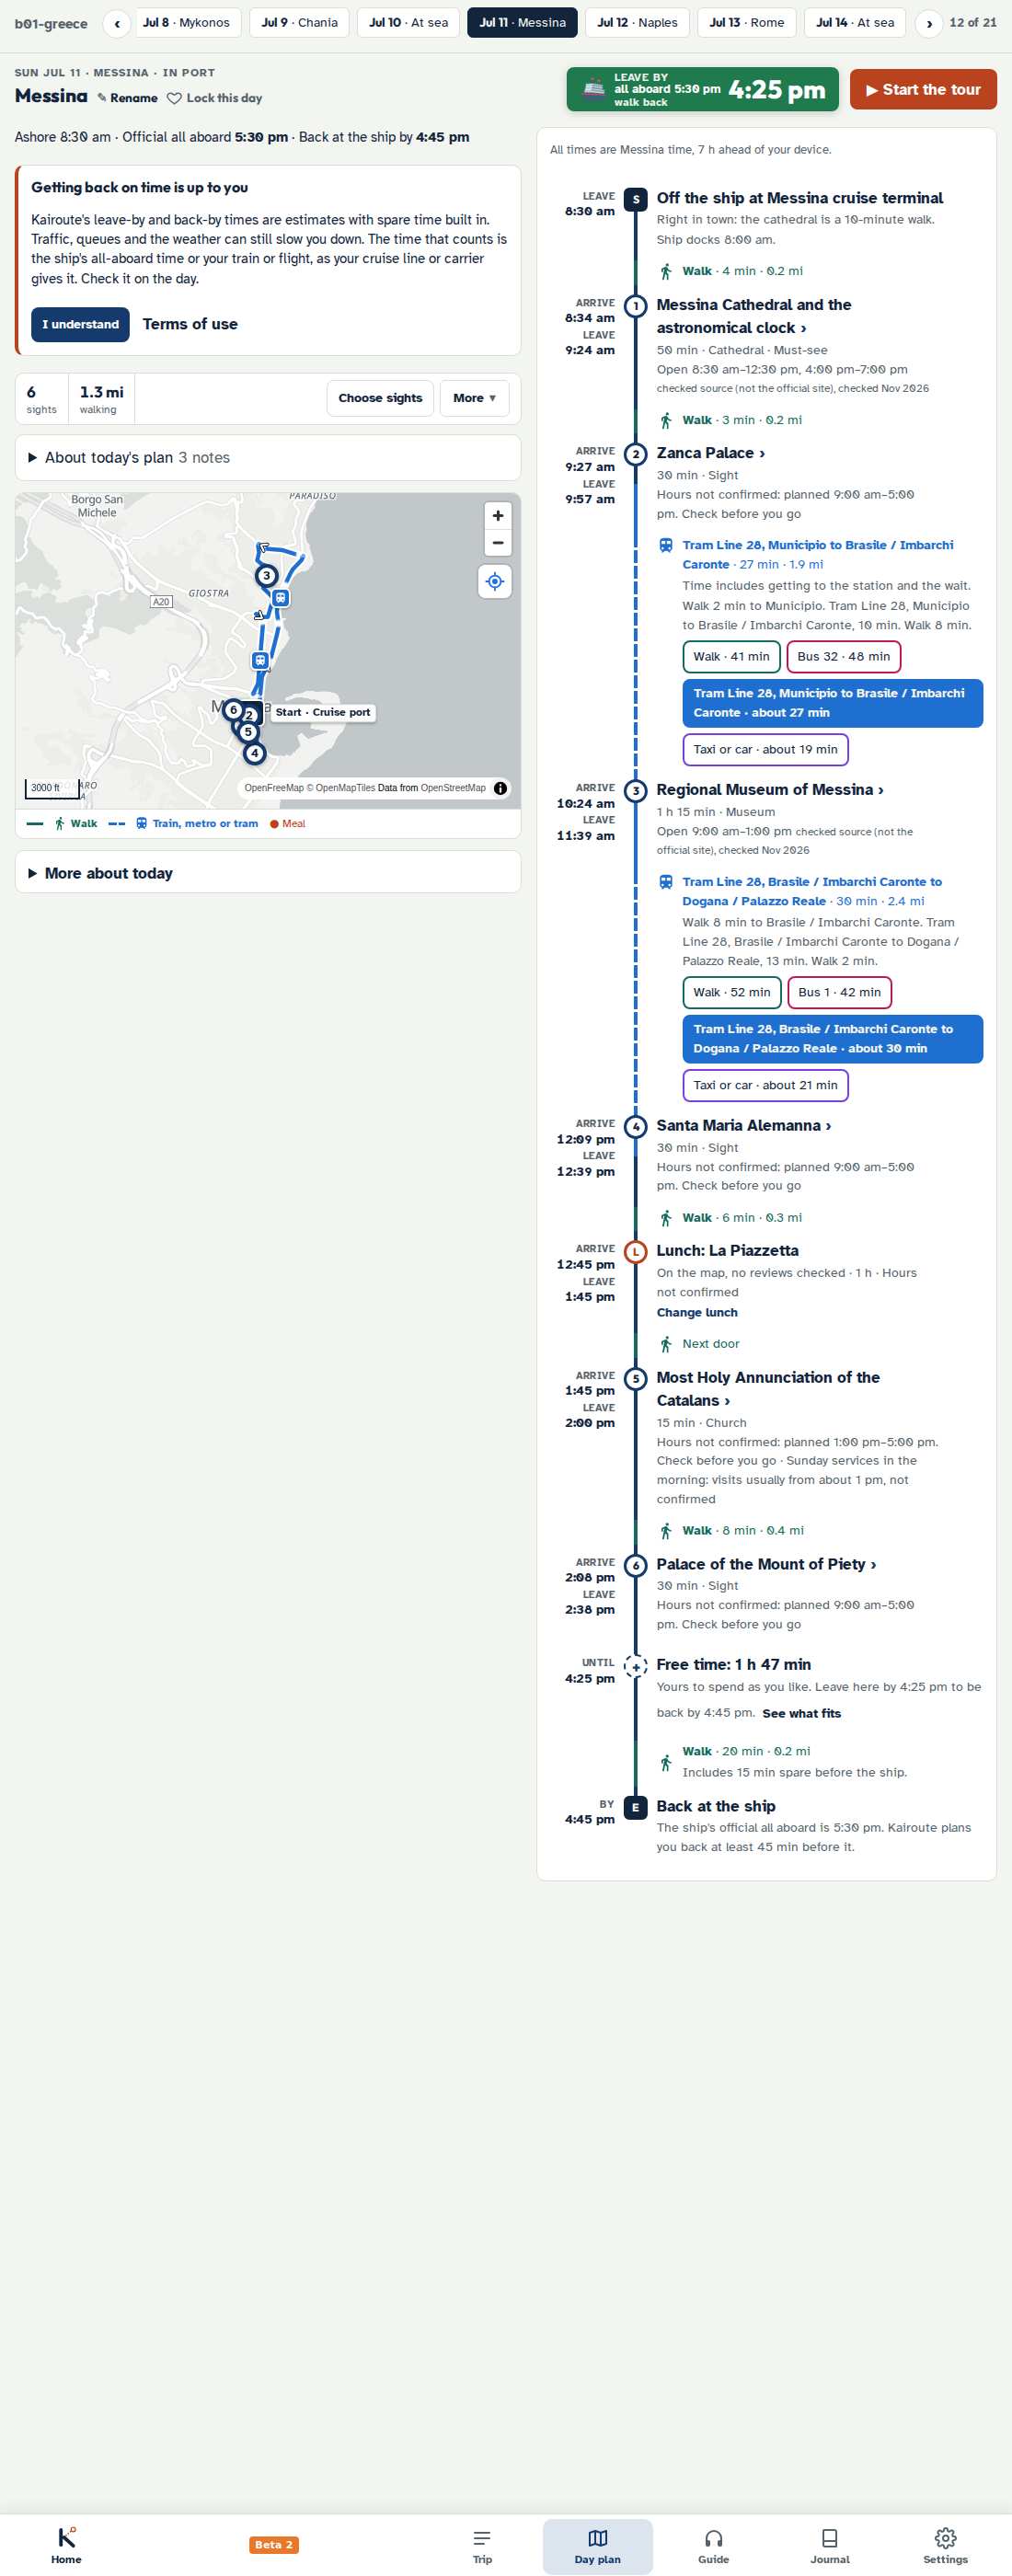 b01-greece
‹
Jul 8 · Mykonos
Jul 9 · Chania
Jul 10 · At sea
Jul 11 · Messina
Jul 12 · Naples
Jul 13 · Rome
Jul 14 · At sea
›
12 of 21
SUN JUL 11 · MESSINA · IN PORT
Messina
✎ Rename
Lock this day
LEAVE BY
all aboard 5:30 pm
walk back
4:25 pm
▶ Start the tour
Ashore 8:30 am · Official all aboard 5:30 pm · Back at the ship by 4:45 pm
Getting back on time is up to you
Kairoute's leave-by and back-by times are estimates with spare time built in.
Traffic, queues and the weather can still slow you down. The time that counts is
the ship's all-aboard time or your train or flight, as your cruise line or carrier
gives it. Check it on the day.
I understand
Terms of use
6
sights
1.3 mi
walking
Choose sights
More ▼
▶ About today's plan 3 notes
Borgo San
Michele
PARADISO
GIOSTRA
A20
3
6
2
5
4
Start · Cruise port
+
−
3000 ft
OpenFreeMap © OpenMapTiles Data from OpenStreetMap
Walk
Train, metro or tram
Meal
▶ More about today
All times are Messina time, 7 h ahead of your device.
LEAVE
8:30 am
S
Off the ship at Messina cruise terminal
Right in town: the cathedral is a 10-minute walk.
Ship docks 8:00 am.
Walk · 4 min · 0.2 mi
ARRIVE
8:34 am
LEAVE
9:24 am
1
Messina Cathedral and the
astronomical clock ›
50 min · Cathedral · Must-see
Open 8:30 am–12:30 pm, 4:00 pm–7:00 pm
checked source (not the official site), checked Nov 2026
Walk · 3 min · 0.2 mi
ARRIVE
9:27 am
LEAVE
9:57 am
2
Zanca Palace ›
30 min · Sight
Hours not confirmed: planned 9:00 am–5:00
pm. Check before you go
Tram Line 28, Municipio to Brasile / Imbarchi
Caronte · 27 min · 1.9 mi
Time includes getting to the station and the wait.
Walk 2 min to Municipio. Tram Line 28, Municipio
to Brasile / Imbarchi Caronte, 10 min. Walk 8 min.
Walk · 41 min
Bus 32 · 48 min
Tram Line 28, Municipio to Brasile / Imbarchi
Caronte · about 27 min
Taxi or car · about 19 min
ARRIVE
10:24 am
LEAVE
11:39 am
3
Regional Museum of Messina ›
1 h 15 min · Museum
Open 9:00 am–1:00 pm checked source (not the
official site), checked Nov 2026
Tram Line 28, Brasile / Imbarchi Caronte to
Dogana / Palazzo Reale · 30 min · 2.4 mi
Walk 8 min to Brasile / Imbarchi Caronte. Tram
Line 28, Brasile / Imbarchi Caronte to Dogana /
Palazzo Reale, 13 min. Walk 2 min.
Walk · 52 min
Bus 1 · 42 min
Tram Line 28, Brasile / Imbarchi Caronte to
Dogana / Palazzo Reale · about 30 min
Taxi or car · about 21 min
ARRIVE
12:09 pm
LEAVE
12:39 pm
4
Santa Maria Alemanna ›
30 min · Sight
Hours not confirmed: planned 9:00 am–5:00
pm. Check before you go
Walk · 6 min · 0.3 mi
ARRIVE
12:45 pm
LEAVE
1:45 pm
L
Lunch: La Piazzetta
On the map, no reviews checked · 1 h · Hours
not confirmed
Change lunch
Next door
ARRIVE
1:45 pm
LEAVE
2:00 pm
5
Most Holy Annunciation of the
Catalans ›
15 min · Church
Hours not confirmed: planned 1:00 pm–5:00 pm.
Check before you go · Sunday services in the
morning: visits usually from about 1 pm, not
confirmed
Walk · 8 min · 0.4 mi
ARRIVE
2:08 pm
LEAVE
2:38 pm
6
Palace of the Mount of Piety ›
30 min · Sight
Hours not confirmed: planned 9:00 am–5:00
pm. Check before you go
UNTIL
4:25 pm
+
Free time: 1 h 47 min
Yours to spend as you like. Leave here by 4:25 pm to be
back by 4:45 pm. See what fits
Walk · 20 min · 0.2 mi
Includes 15 min spare before the ship.
BY
4:45 pm
E
Back at the ship
The ship's official all aboard is 5:30 pm. Kairoute plans
you back at least 45 min before it.
Home
Beta 2
Trip
Day plan
Guide
Journal
Settings